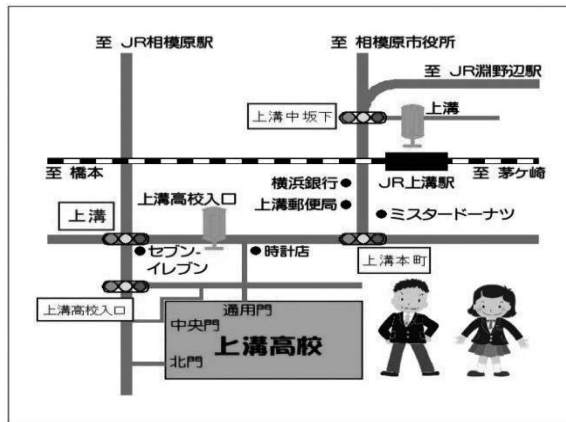 至 JR相模原駅
至 相模原市役所
至 JR淵野辺駅
上溝中坂下
上溝
至 橋本
横浜銀行
JR上溝駅
至 茅ヶ崎
上溝高校入口
上溝郵便局
上溝
ミスタードーナツ
セブン-
イレブン
時計店
上溝本町
上溝高校入口
通用門
中央門
上溝高校
北門